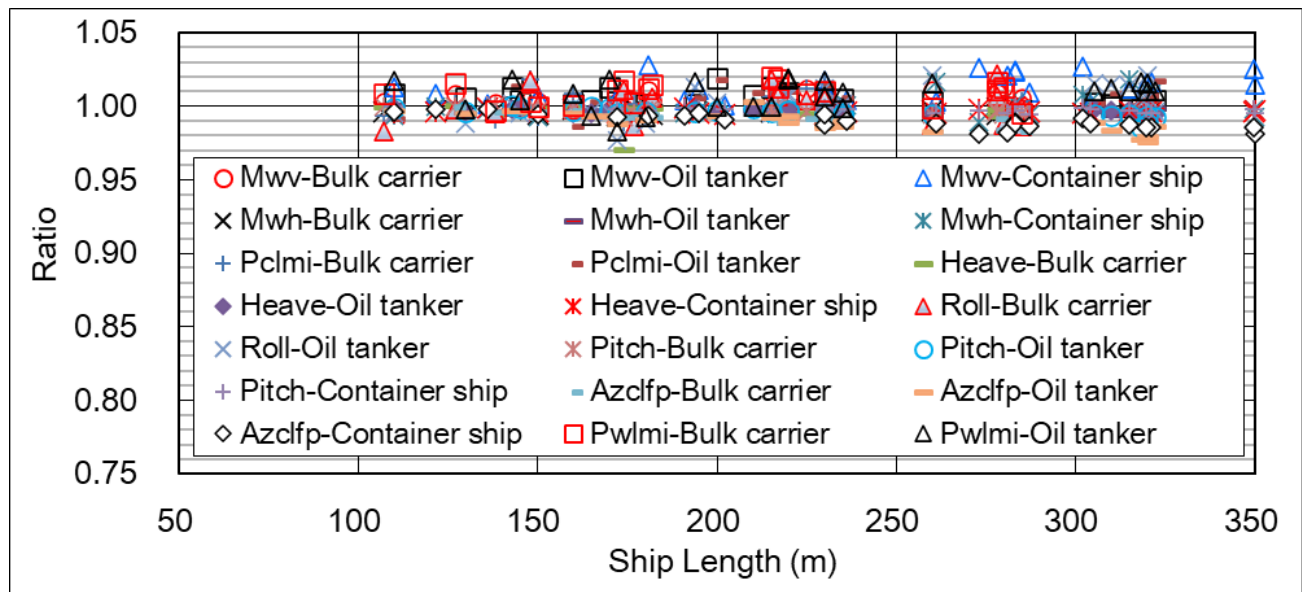 1.05
1.00
0.95
0.90
0.85
0.80
0.75
Ratio
Mwv-Bulk carrier Mwv-Oil tanker Mwv-Container ship
Mwh-Bulk carrier Mwh-Oil tanker Mwh-Container ship
Pclmi-Bulk carrier Pclmi-Oil tanker Heave-Bulk carrier
Heave-Oil tanker Heave-Container ship Roll-Bulk carrier
Roll-Oil tanker Pitch-Bulk carrier Pitch-Oil tanker
Pitch-Container ship Azclfp-Bulk carrier Azclfp-Oil tanker
Azclfp-Container ship Pwlmi-Bulk carrier Pwlmi-Oil tanker
50 100 150 200 250 300 350
Ship Length (m)